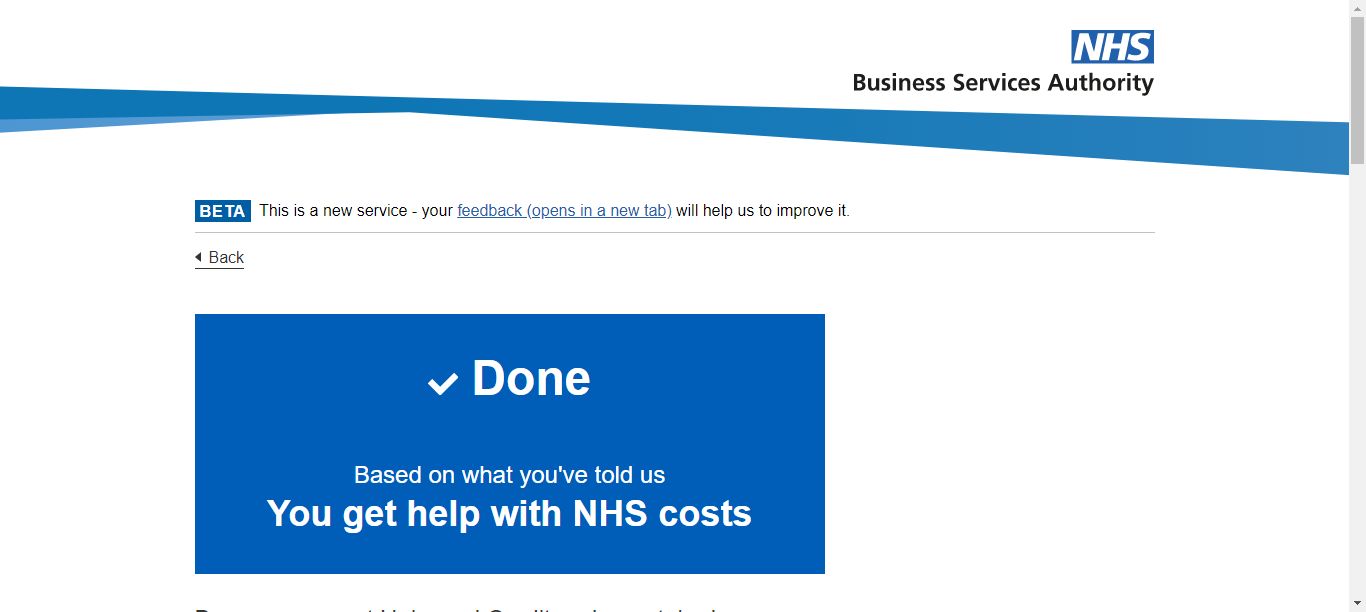 NHS
Business Services Authority
BETA This is a new service - your feedback (opens in a new tab) will help us to improve it.
Back
Done
Based on what you've told us
You get help with NHS costs